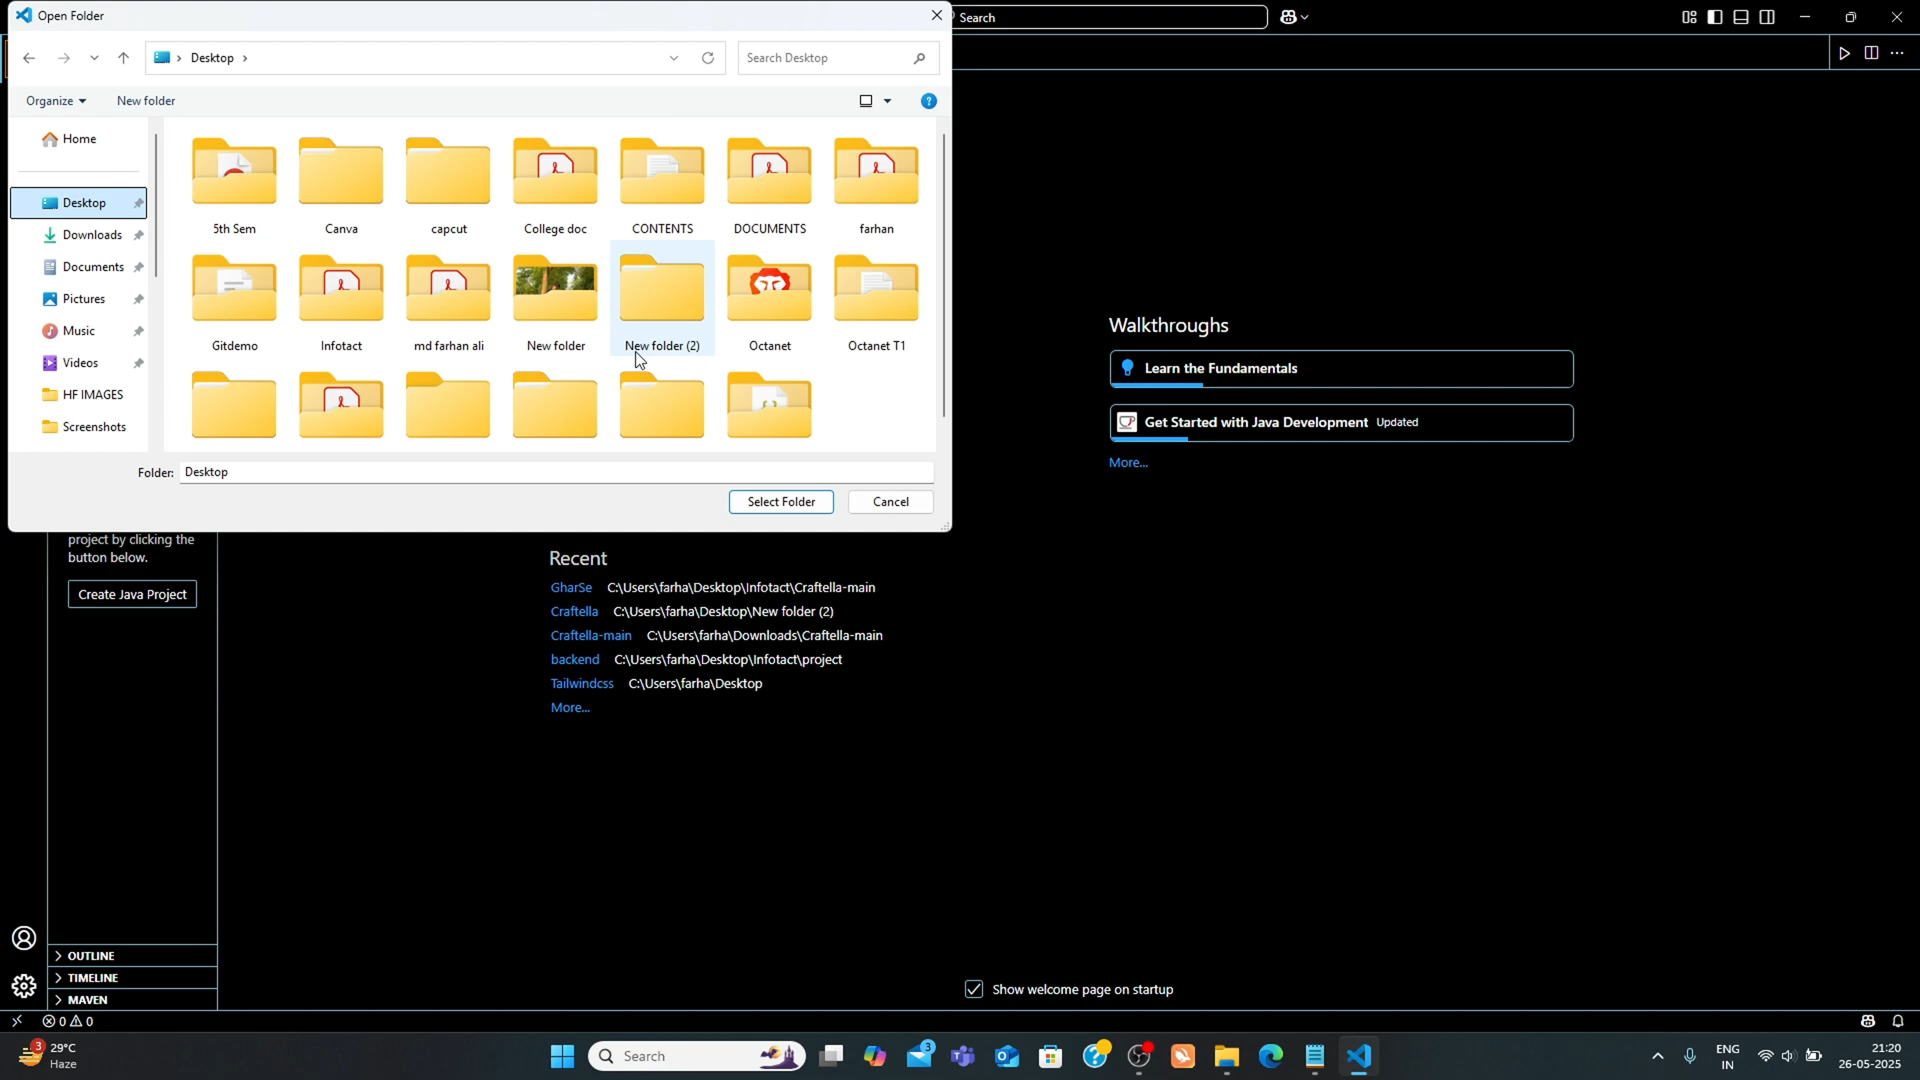 Open Folder
Search
Desktop
Search Desktop
Organize
New folder
Home
Desktop
Downloads
Documents
Pictures
Music
Videos
HF IMAGES
Screenshots
5th Sem
Canva
capcut
College doc
CONTENTS
DOCUMENTS
farhan
Gitdemo
Infotact
md farhan ali
New folder
New folder (2)
Octanet
Octanet T1
Folder:
Desktop
Select Folder
Cancel
Walkthroughs
Learn the Fundamentals
Get Started with Java Development Updated
More...
project by clicking the
button below.
Create Java Project
Recent
GharSe C:\Users\farha\Desktop\Infotact\Craftella-main
Craftella C:\Users\farha\Desktop\New folder (2)
Craftella-main C:\Users\farha\Downloads\Craftella-main
backend C:\Users\farha\Desktop\Infotact\project
Tailwindcss C:\Users\farha\Desktop
More...
OUTLINE
TIMELINE
MAVEN
Show welcome page on startup
0 0
3
29°C
Haze
Search
3
ENG
IN
21:20
26-05-2025